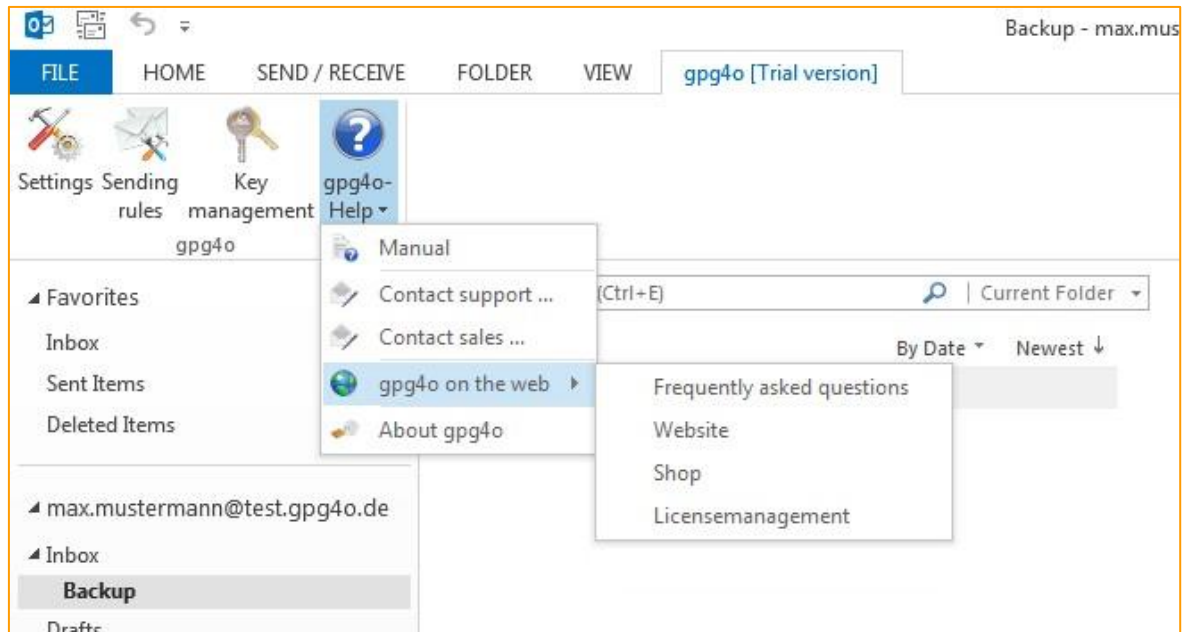 Backup - max.mus
FILE HOME SEND / RECEIVE FOLDER VIEW gpg4o [Trial version]
Settings Sending rules Key management gpg4o-Help
gpg4o
Manual
Contact support ...
Contact sales ...
gpg4o on the web
About gpg4o
Frequently asked questions
Website
Shop
Licensemanagement
(Ctrl+E) Current Folder
By Date Newest
Favorites
Inbox
Sent Items
Deleted Items
max.mustermann@test.gpg4o.de
Inbox
Backup
Drafts